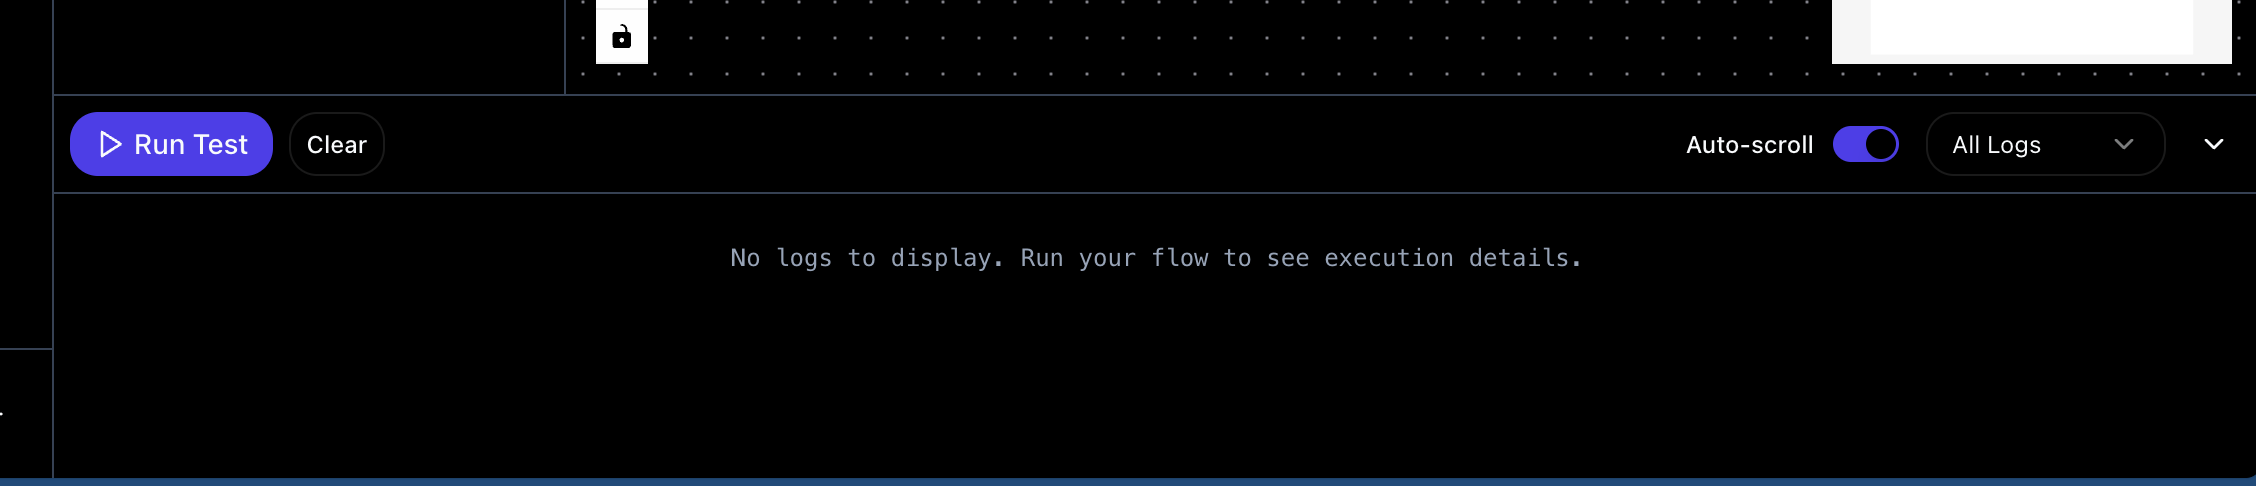 Run Test
Clear
Auto-scroll
All Logs
No logs to display. Run your flow to see execution details.